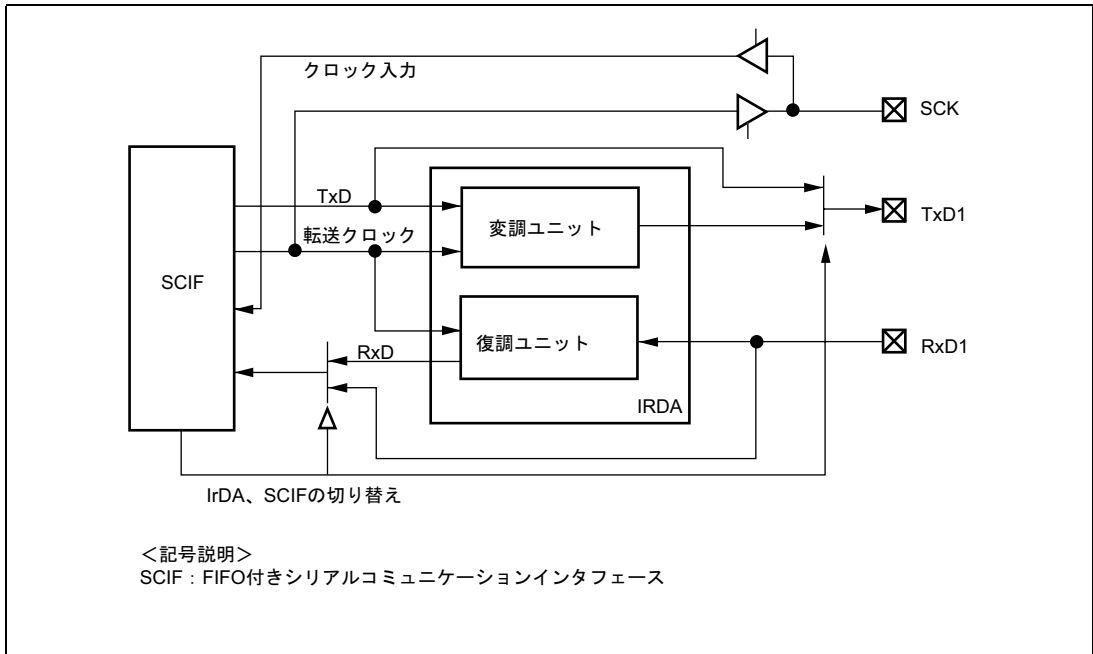 クロック入力
SCK
TxD
TxD1
変調ユニット
転送クロック
SCIF
復調ユニット
RxD
RxD1
IRDA
IrDA、SCIFの切り替え
＜記号説明＞
SCIF：FIFO付きシリアルコミュニケーションインタフェース